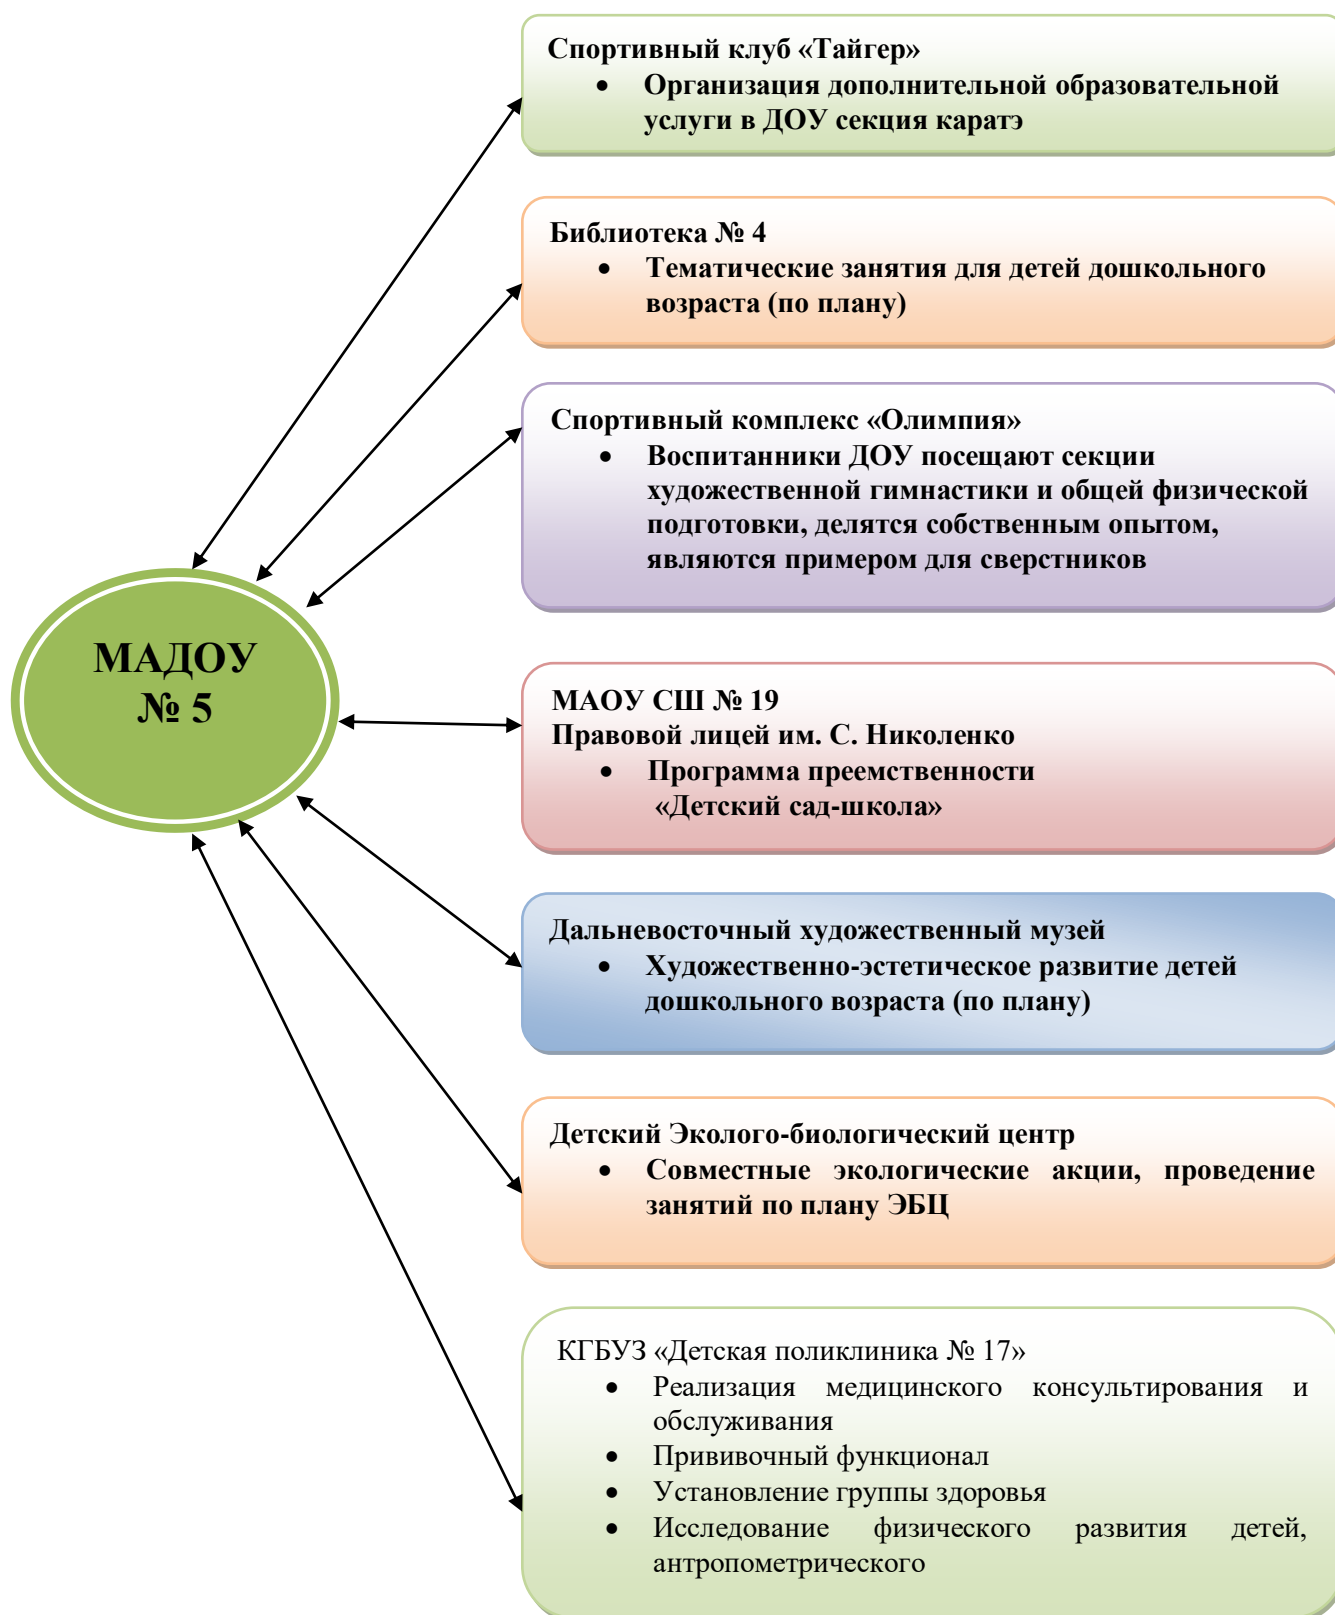 Спортивный клуб «Тайгер»
• Организация дополнительной образовательной
услуги в ДОУ секция каратэ
Библиотека № 4
• Тематические занятия для детей дошкольного
возраста (по плану)
Спортивный комплекс «Олимпия»
• Воспитанники ДОУ посещают секции
художественной гимнастики и общей физической
подготовки, делятся собственным опытом,
являются примером для сверстников
МАДОУ
№ 5
МАОУ СШ № 19
Правовой лицей им. С. Николенко
• Программа преемственности
«Детский сад-школа»
Дальневосточный художественный музей
• Художественно-эстетическое развитие детей
дошкольного возраста (по плану)
Детский Эколого-биологический центр
• Совместные экологические акции, проведение
занятий по плану ЭБЦ
КГБУЗ «Детская поликлиника № 17»
• Реализация медицинского консультирования и
обслуживания
• Прививочный функционал
• Установление группы здоровья
• Исследование физического развития детей,
антропометрического